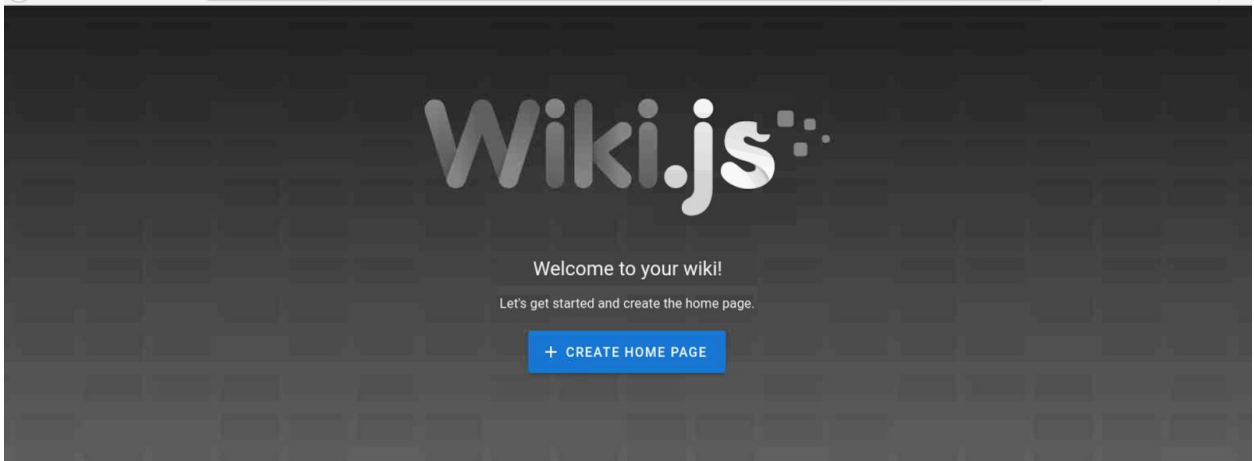 Wiki.js
Welcome to your wiki!
Let's get started and create the home page.
+ CREATE HOME PAGE